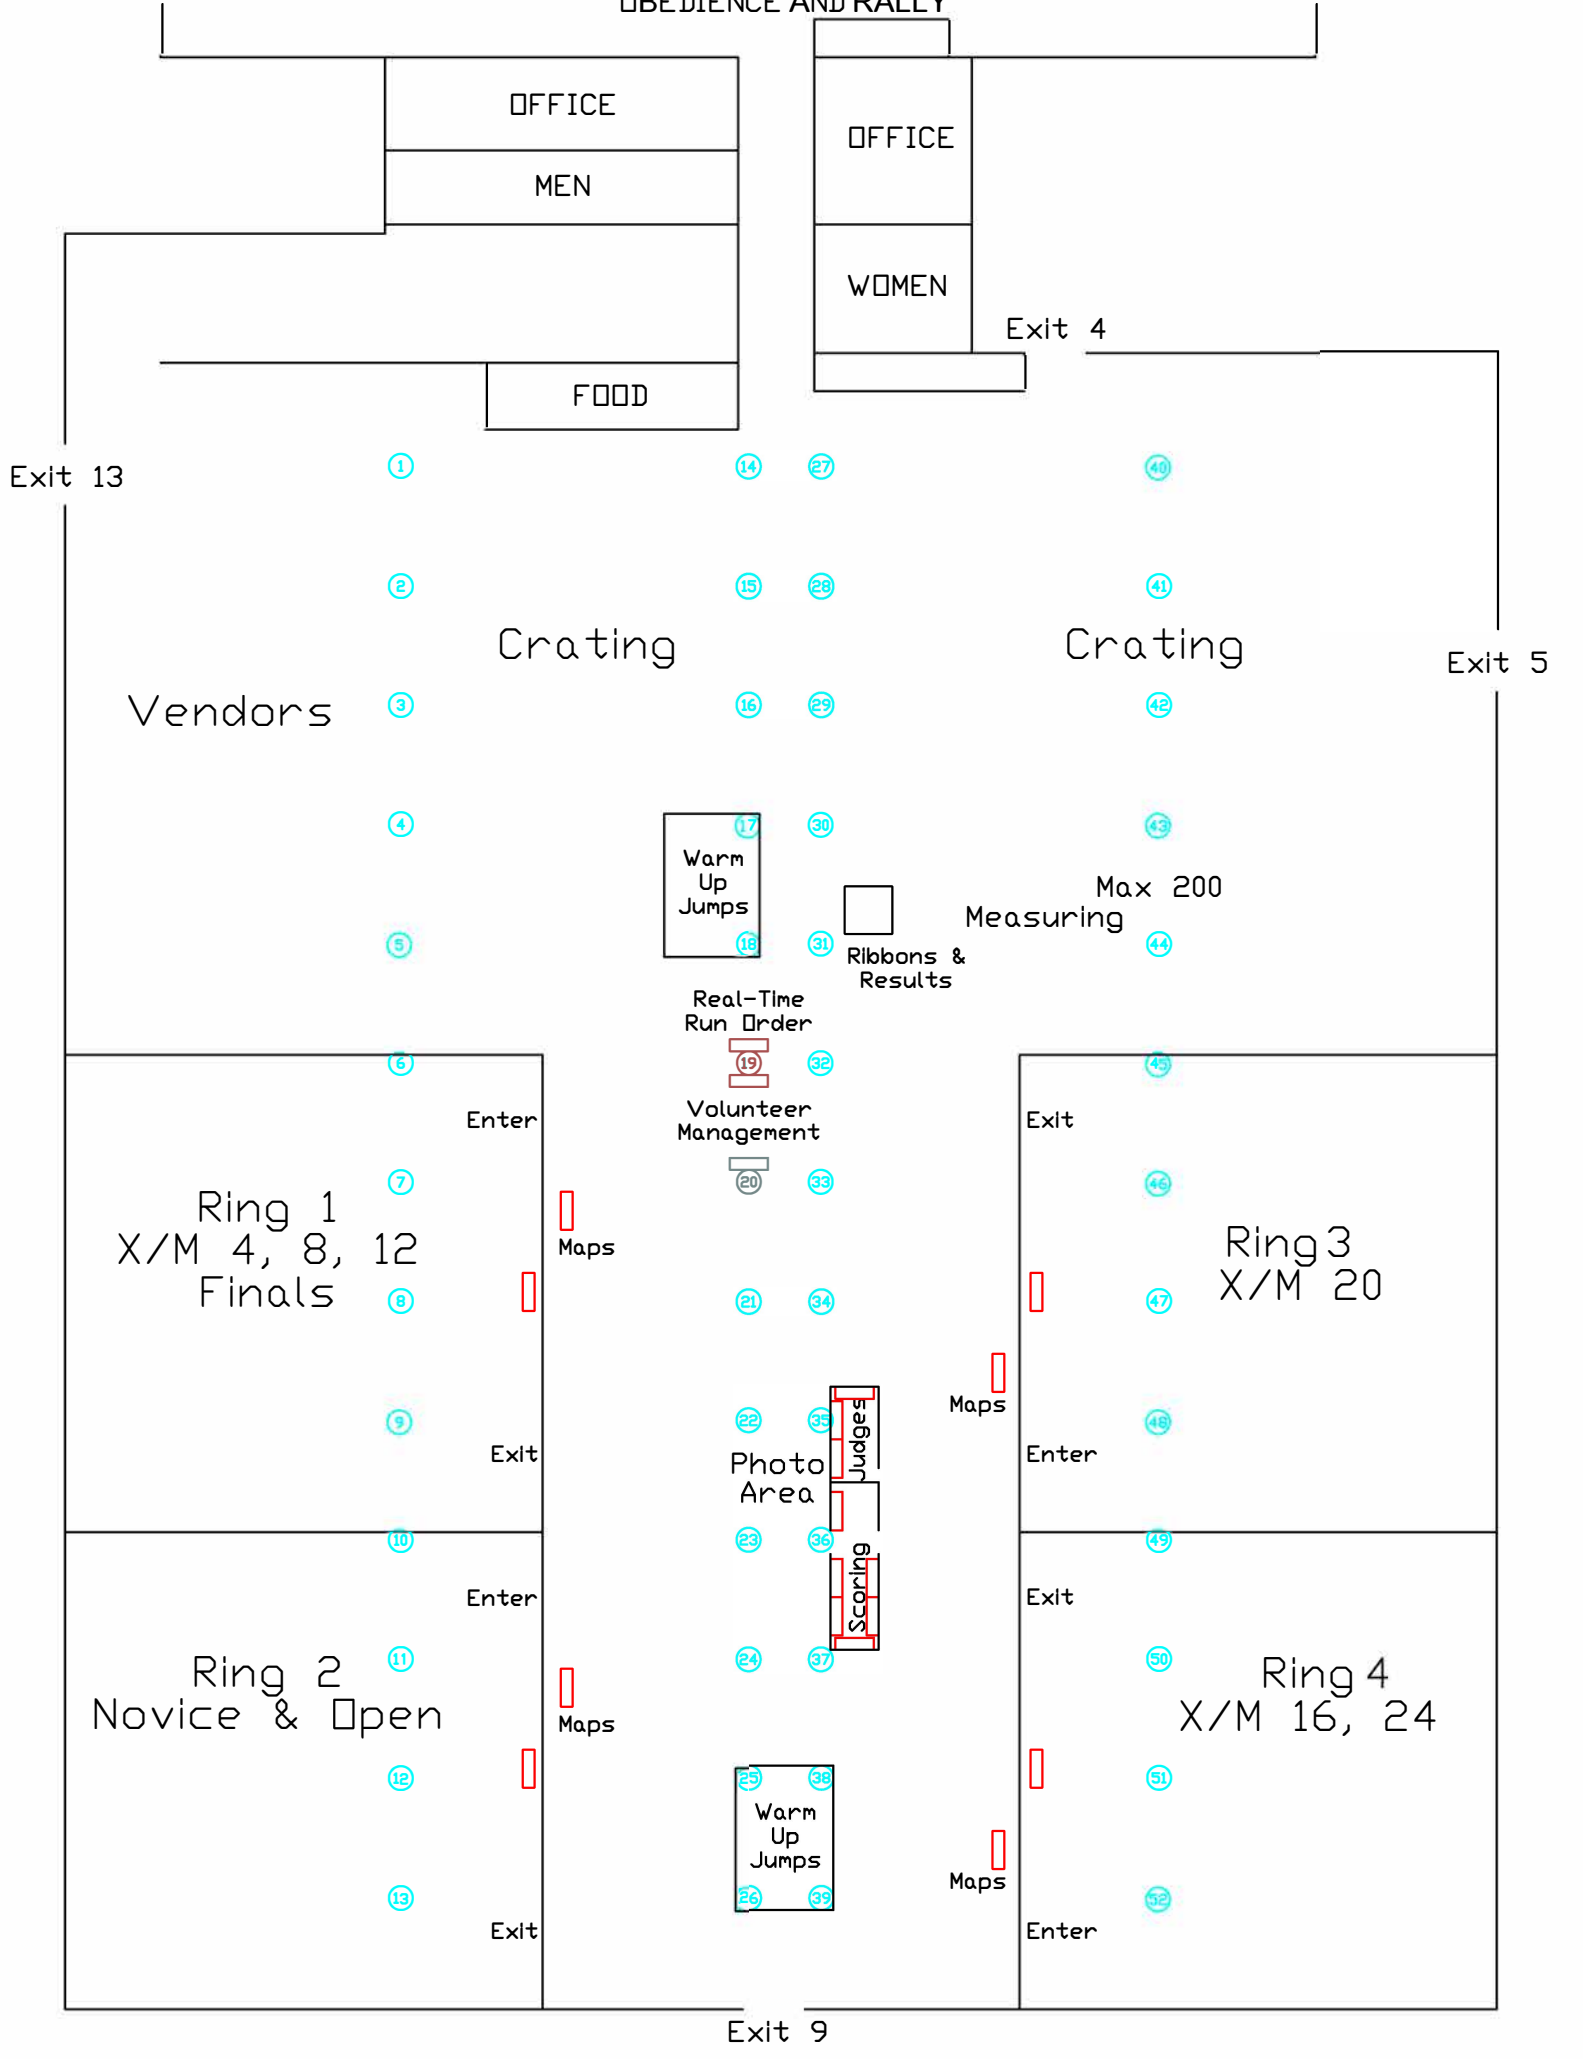 OBEDIENCE AND RALLY
OFFICE
OFFICE
MEN
WOMEN
Exit 4
FOOD
Exit 13
1
14
27
40
2
15
28
41
Crating
Crating
Exit 5
Vendors
3
16
29
42
4
17
30
43
Warm
Up
Jumps
Max 200
Measuring
5
18
31
44
Ribbons &
Results
Real-Time
Run Order
6
19
32
45
Volunteer
Management
Enter
Exit
7
20
33
46
Ring 1
X/M 4, 8, 12
Finals
Maps
Ring 3
X/M 20
8
21
34
47
Maps
9
22
35
48
Judges
Exit
Photo
Area
Enter
10
23
36
49
Scoring
Enter
Exit
11
24
37
50
Ring 2
Novice & Open
Maps
Ring 4
X/M 16, 24
12
25
38
51
Warm
Up
Jumps
Maps
13
26
39
52
Exit
Enter
Exit 9